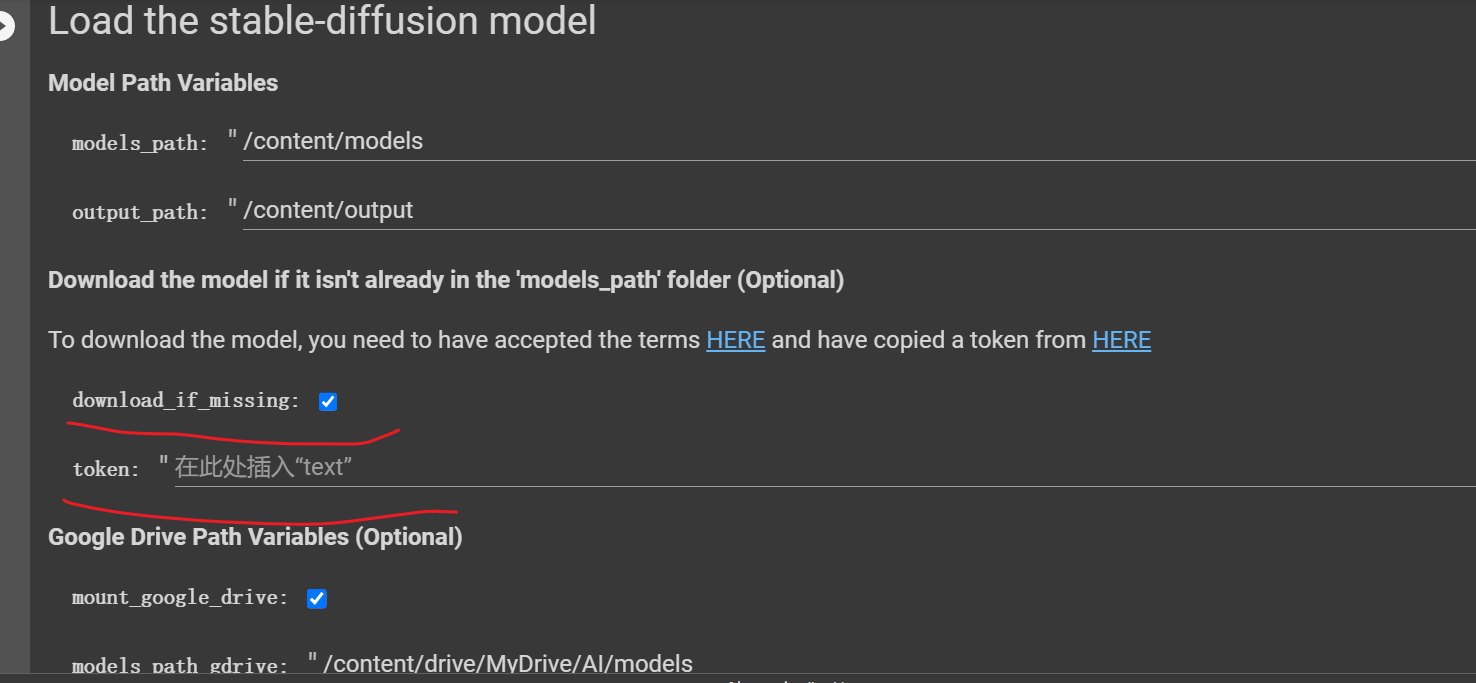 Load the stable-diffusion model
Model Path Variables
models_path: " /content/models
output_path: " /content/output
Download the model if it isn't already in the 'models_path' folder (Optional)
To download the model, you need to have accepted the terms HERE and have copied a token from HERE
download_if_missing:
token: " 在此处插入“text”
Google Drive Path Variables (Optional)
mount_google_drive:
models_path_gdrive: " /content/drive/MyDrive/AI/models